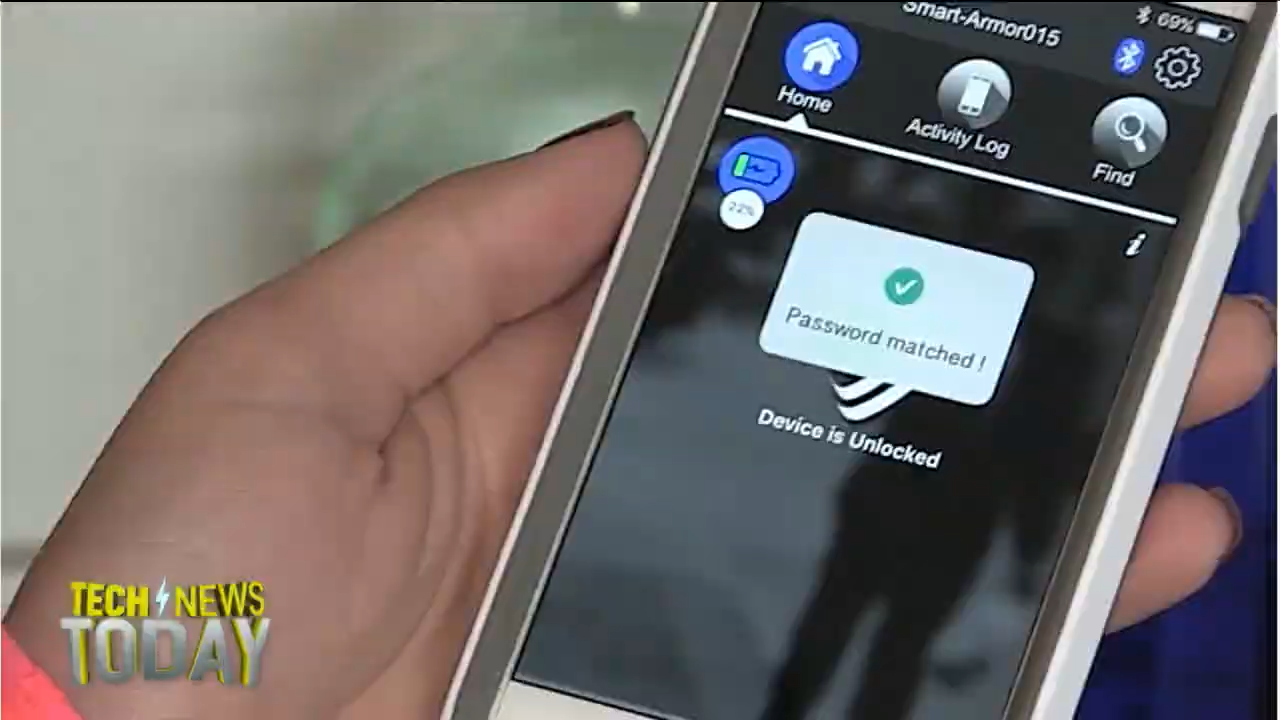 Smart-Armor015
69%
Home
Activity Log
Find
22%
i
Password matched !
Device is Unlocked
TECH NEWS
TODAY